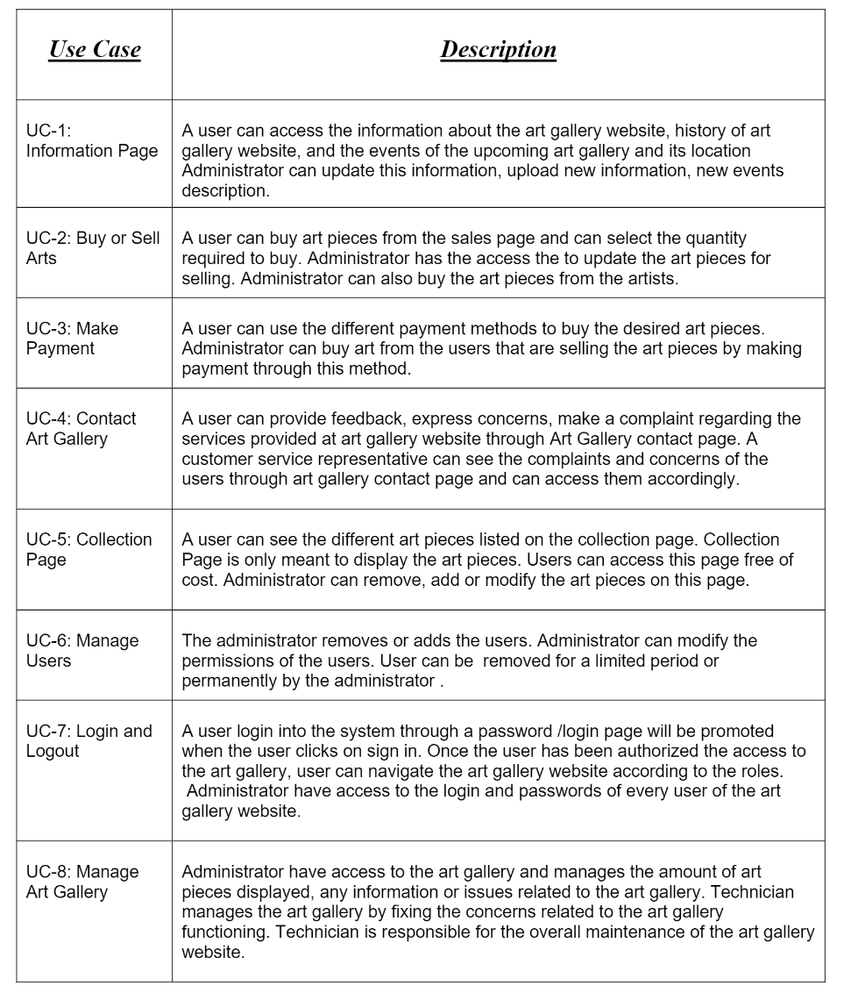 Use Case
Description
UC-1:
Information Page
A user can access the information about the art gallery website, history of art
gallery website, and the events of the upcoming art gallery and its location
Administrator can update this information, upload new information, new events
description.
UC-2: Buy or Sell
Arts
A user can buy art pieces from the sales page and can select the quantity
required to buy. Administrator has the access the to update the art pieces for
selling. Administrator can also buy the art pieces from the artists.
UC-3: Make
Payment
A user can use the different payment methods to buy the desired art pieces.
Administrator can buy art from the users that are selling the art pieces by making
payment through this method.
UC-4: Contact
Art Gallery
A user can provide feedback, express concerns, make a complaint regarding the
services provided at art gallery website through Art Gallery contact page. A
customer service representative can see the complaints and concerns of the
users through art gallery contact page and can access them accordingly.
UC-5: Collection
Page
A user can see the different art pieces listed on the collection page. Collection
Page is only meant to display the art pieces. Users can access this page free of
cost. Administrator can remove, add or modify the art pieces on this page.
UC-6: Manage
Users
The administrator removes or adds the users. Administrator can modify the
permissions of the users. User can be  removed for a limited period or
permanently by the administrator .
UC-7: Login and
Logout
A user login into the system through a password /login page will be promoted
when the user clicks on sign in. Once the user has been authorized the access to
the art gallery, user can navigate the art gallery website according to the roles.
Administrator have access to the login and passwords of every user of the art
gallery website.
UC-8: Manage
Art Gallery
Administrator have access to the art gallery and manages the amount of art
pieces displayed, any information or issues related to the art gallery. Technician
manages the art gallery by fixing the concerns related to the art gallery
functioning. Technician is responsible for the overall maintenance of the art gallery
website.